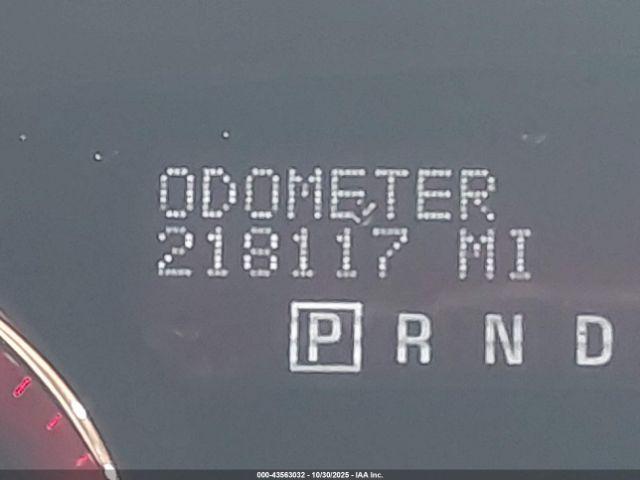 ODOMETER
218117 MI
P R N D
000-43563032 - 10/30/2025 - IAA Inc.